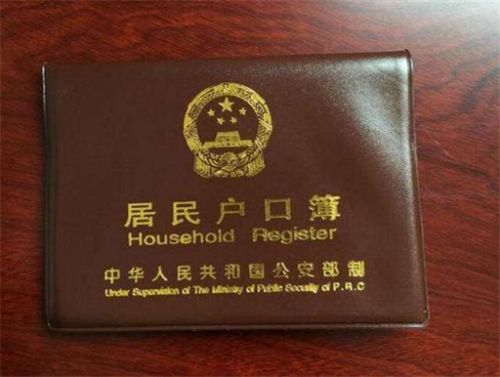 居民户口簿
Household Register
中华人民共和国公安部制
Under Supervision of The Ministry of Public Security of P.R.C